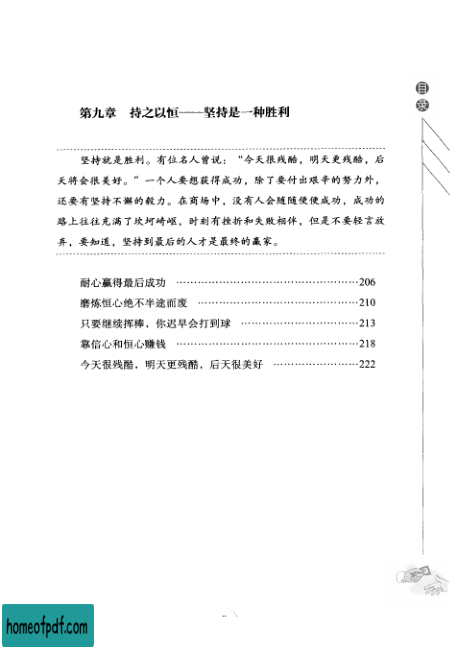 目录
第九章 持之以恒——坚持是一种胜利
坚持就是胜利。有位名人曾说：“今天很残酷，明天更残酷，后
天将会很美好。”一个人要想获得成功，除了要付出艰辛的努力外，
还要有坚持不懈的毅力。在商场中，没有人会随随便便成功，成功的
路上往往充满了坎坷崎岖，时刻有挫折和失败相伴，但是不要轻言放
弃，要知道，坚持到最后的人才是最终的赢家。
耐心赢得最后成功 …………………………………………206
磨炼恒心绝不半途而废 ……………………………………210
只要继续挥棒，你迟早会打到球 …………………………213
靠信心和恒心赚钱 …………………………………………218
今天很残酷，明天更残酷，后天很美好 …………………222
homeofpdf.com